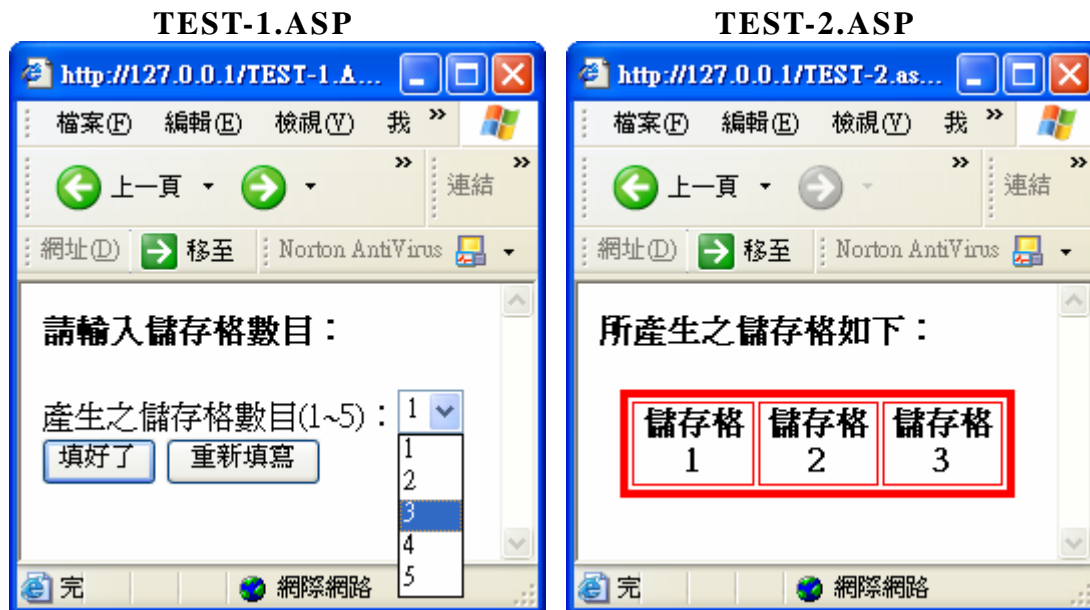 TEST-1.ASP
http://127.0.0.1/TEST-1.A...
檔案(F) 編輯(E) 檢視(V) 我 »
上一頁 » 連結 »
網址(D) 移至 Norton AntiVirus
請輸入儲存格數目：
產生之儲存格數目(1~5)：1
填好了 重新填寫
1
2
3
4
5
完 網際網路
TEST-2.ASP
http://127.0.0.1/TEST-2.as...
檔案(F) 編輯(E) 檢視(V) 我 »
上一頁 » 連結 »
網址(D) 移至 Norton AntiVirus
所產生之儲存格如下：
儲存格 儲存格 儲存格
1 2 3
完 網際網路